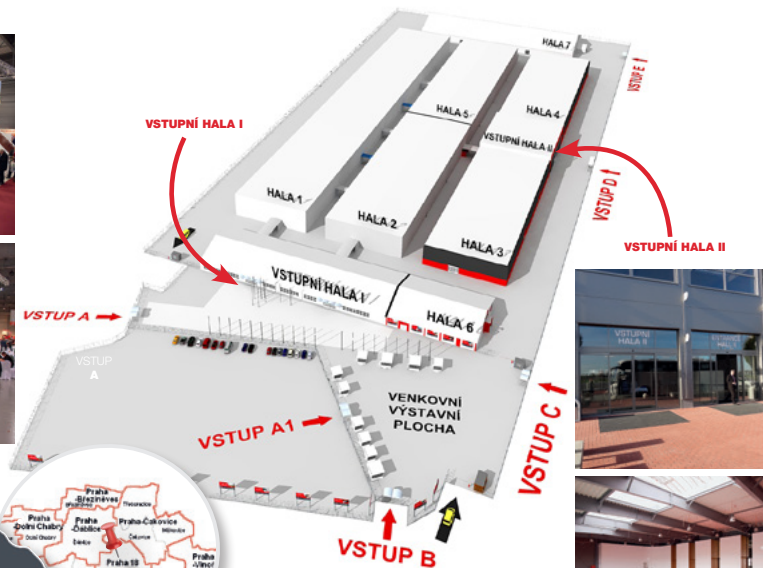 HALA 7
VSTUP E
VSTUPNÍ HALA I
HALA 5
HALA 4
VSTUPNÍ HALA II
VSTUP D
HALA 1
HALA 2
HALA 3
VSTUPNÍ HALA II
VSTUPNÍ HALA I
HALA 6
VSTUP A
VSTUP
A
VENKOVNÍ
VÝSTAVNÍ
PLOCHA
VSTUP A1
VSTUP C
VSTUP B
VSTUPNÍ
HALA II
Praha
-Březiněves
Praha
-Dolní Chabry
Praha
-Ďáblice
Praha-Čakovice
Praha 18
Praha